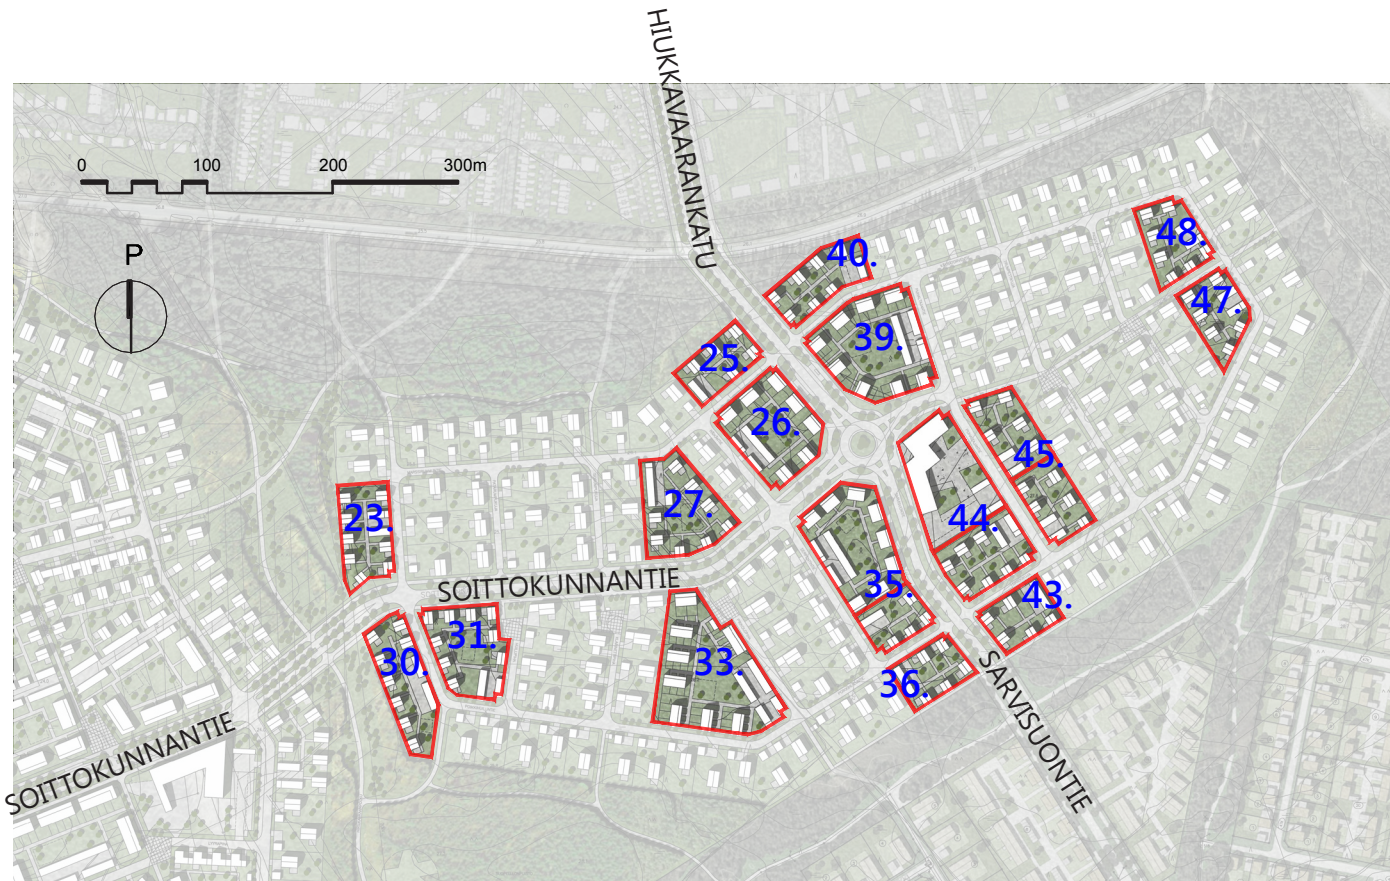 HIUKKAVAARANKATU
0 100 200 300m
P
48.
40.
47.
39.
25.
26.
45.
27.
23.
44.
SOITTOKUNNANTIE
35.
43.
31.
30.
33.
36.
SARVISUONTIE
SOITTOKUNNANTIE